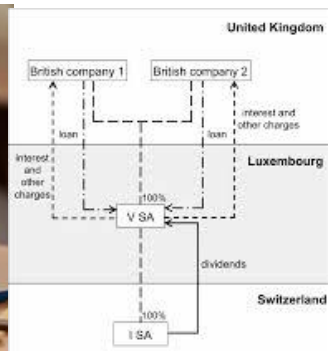 United Kingdom
British company 1
British company 2
interest and
other charges
loan
loan
interest
and
other
charges
Luxembourg
100%
V SA
dividends
Switzerland
100%
I SA